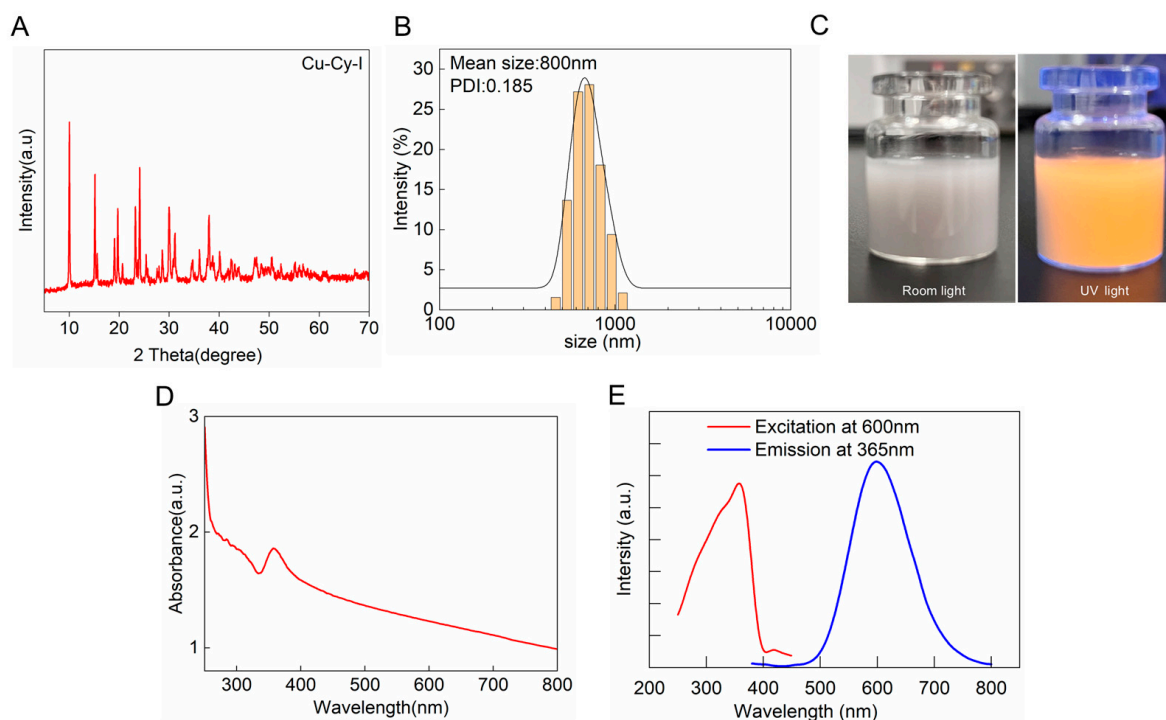 A
Cu-Cy-I
Intensity(a.u)
10 20 30 40 50 60 70
2 Theta(degree)
B
Mean size:800nm
PDI:0.185
Intensity (%)
30
25
20
15
10
5
0
100 1000 10000
size (nm)
C
Room light
UV light
D
Absorbance(a.u.)
3
2
1
300 400 500 600 700 800
Wavelength(nm)
E
Excitation at 600nm
Emission at 365nm
Intersity (a.u.)
200 300 400 500 600 700 800
Wavelength (nm)